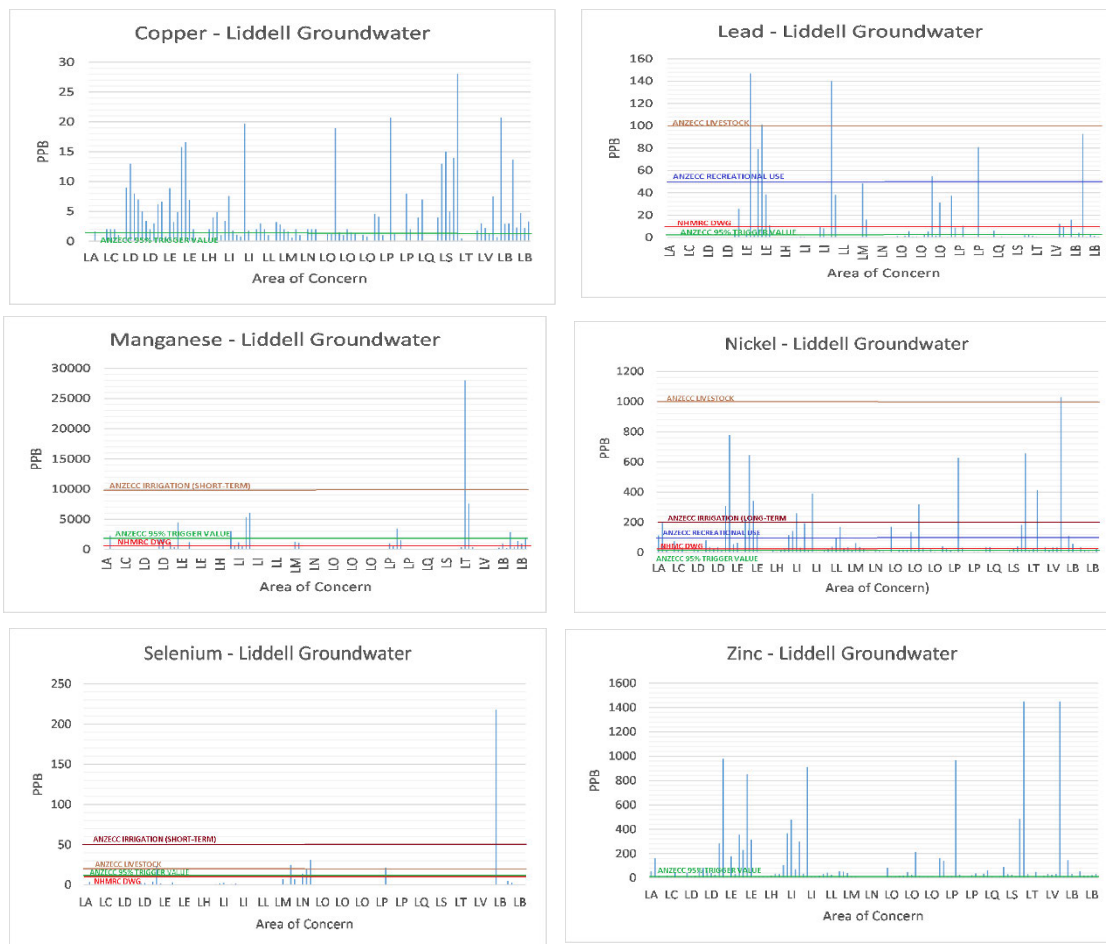 Copper - Liddell Groundwater
30
25
20
15
10
5
0
PPB
ANZECC 95% TRIGGER VALUE
LA LC LD LD LE LE LH LI LI LL LM LN LO LO LO LP LQ LS LT LV LB LB
Area of Concern
Lead - Liddell Groundwater
160
140
120
100
80
60
40
20
0
PPB
ANZECC LIVESTOCK
ANZECC RECREATIONAL USE
NHMRC DWG
ANZECC 95% TRIGGER VALUE
LA LC LD LD LE LE LH LI LI LL LM LN LO LO LO LP LP LQ LS LT LV LB LB
Area of Concern
Manganese - Liddell Groundwater
30000
25000
20000
15000
10000
5000
0
PPB
ANZECC IRRIGATION (SHORT-TERM)
ANZECC 95% TRIGGER VALUE
NHMRC DWG
LA LC LD LD LE LE LH LI LI LL LM LN LO LO LO LP LP LQ LS LT LV LB LB
Area of Concern
Nickel - Liddell Groundwater
1200
1000
800
600
400
200
0
PPB
ANZECC LIVESTOCK
ANZECC IRRIGATION (LONG-TERM
ANZECC RECREATIONAL USE
ANZECC 95% TRIGGER VALUE
LA LC LD LD LE LE LH LI LI LL LM LN LO LO LO LP LP LQ LS LT LV LB LB
Area of Concern)
Selenium - Liddell Groundwater
250
200
150
100
50
0
PPB
ANZECC IRRIGATION (SHORT-TERM)
ANZECC LIVESTOCK
ANZECC 95% TRIGGER VALUE
NHMRC DWG
LA LC LD LD LE LE LH LI LI LL LM LN LO LO LO LP LP LQ LS LT LV LB LB
Area of Concern
Zinc - Liddell Groundwater
1600
1400
1200
1000
800
600
400
200
0
PPB
ANZECC 95% TRIGGER VALUE
LA LC LD LD LE LE LH LI LI LL LM LN LO LO LO LP LP LQ LS LT LV LB LB
Area of Concern